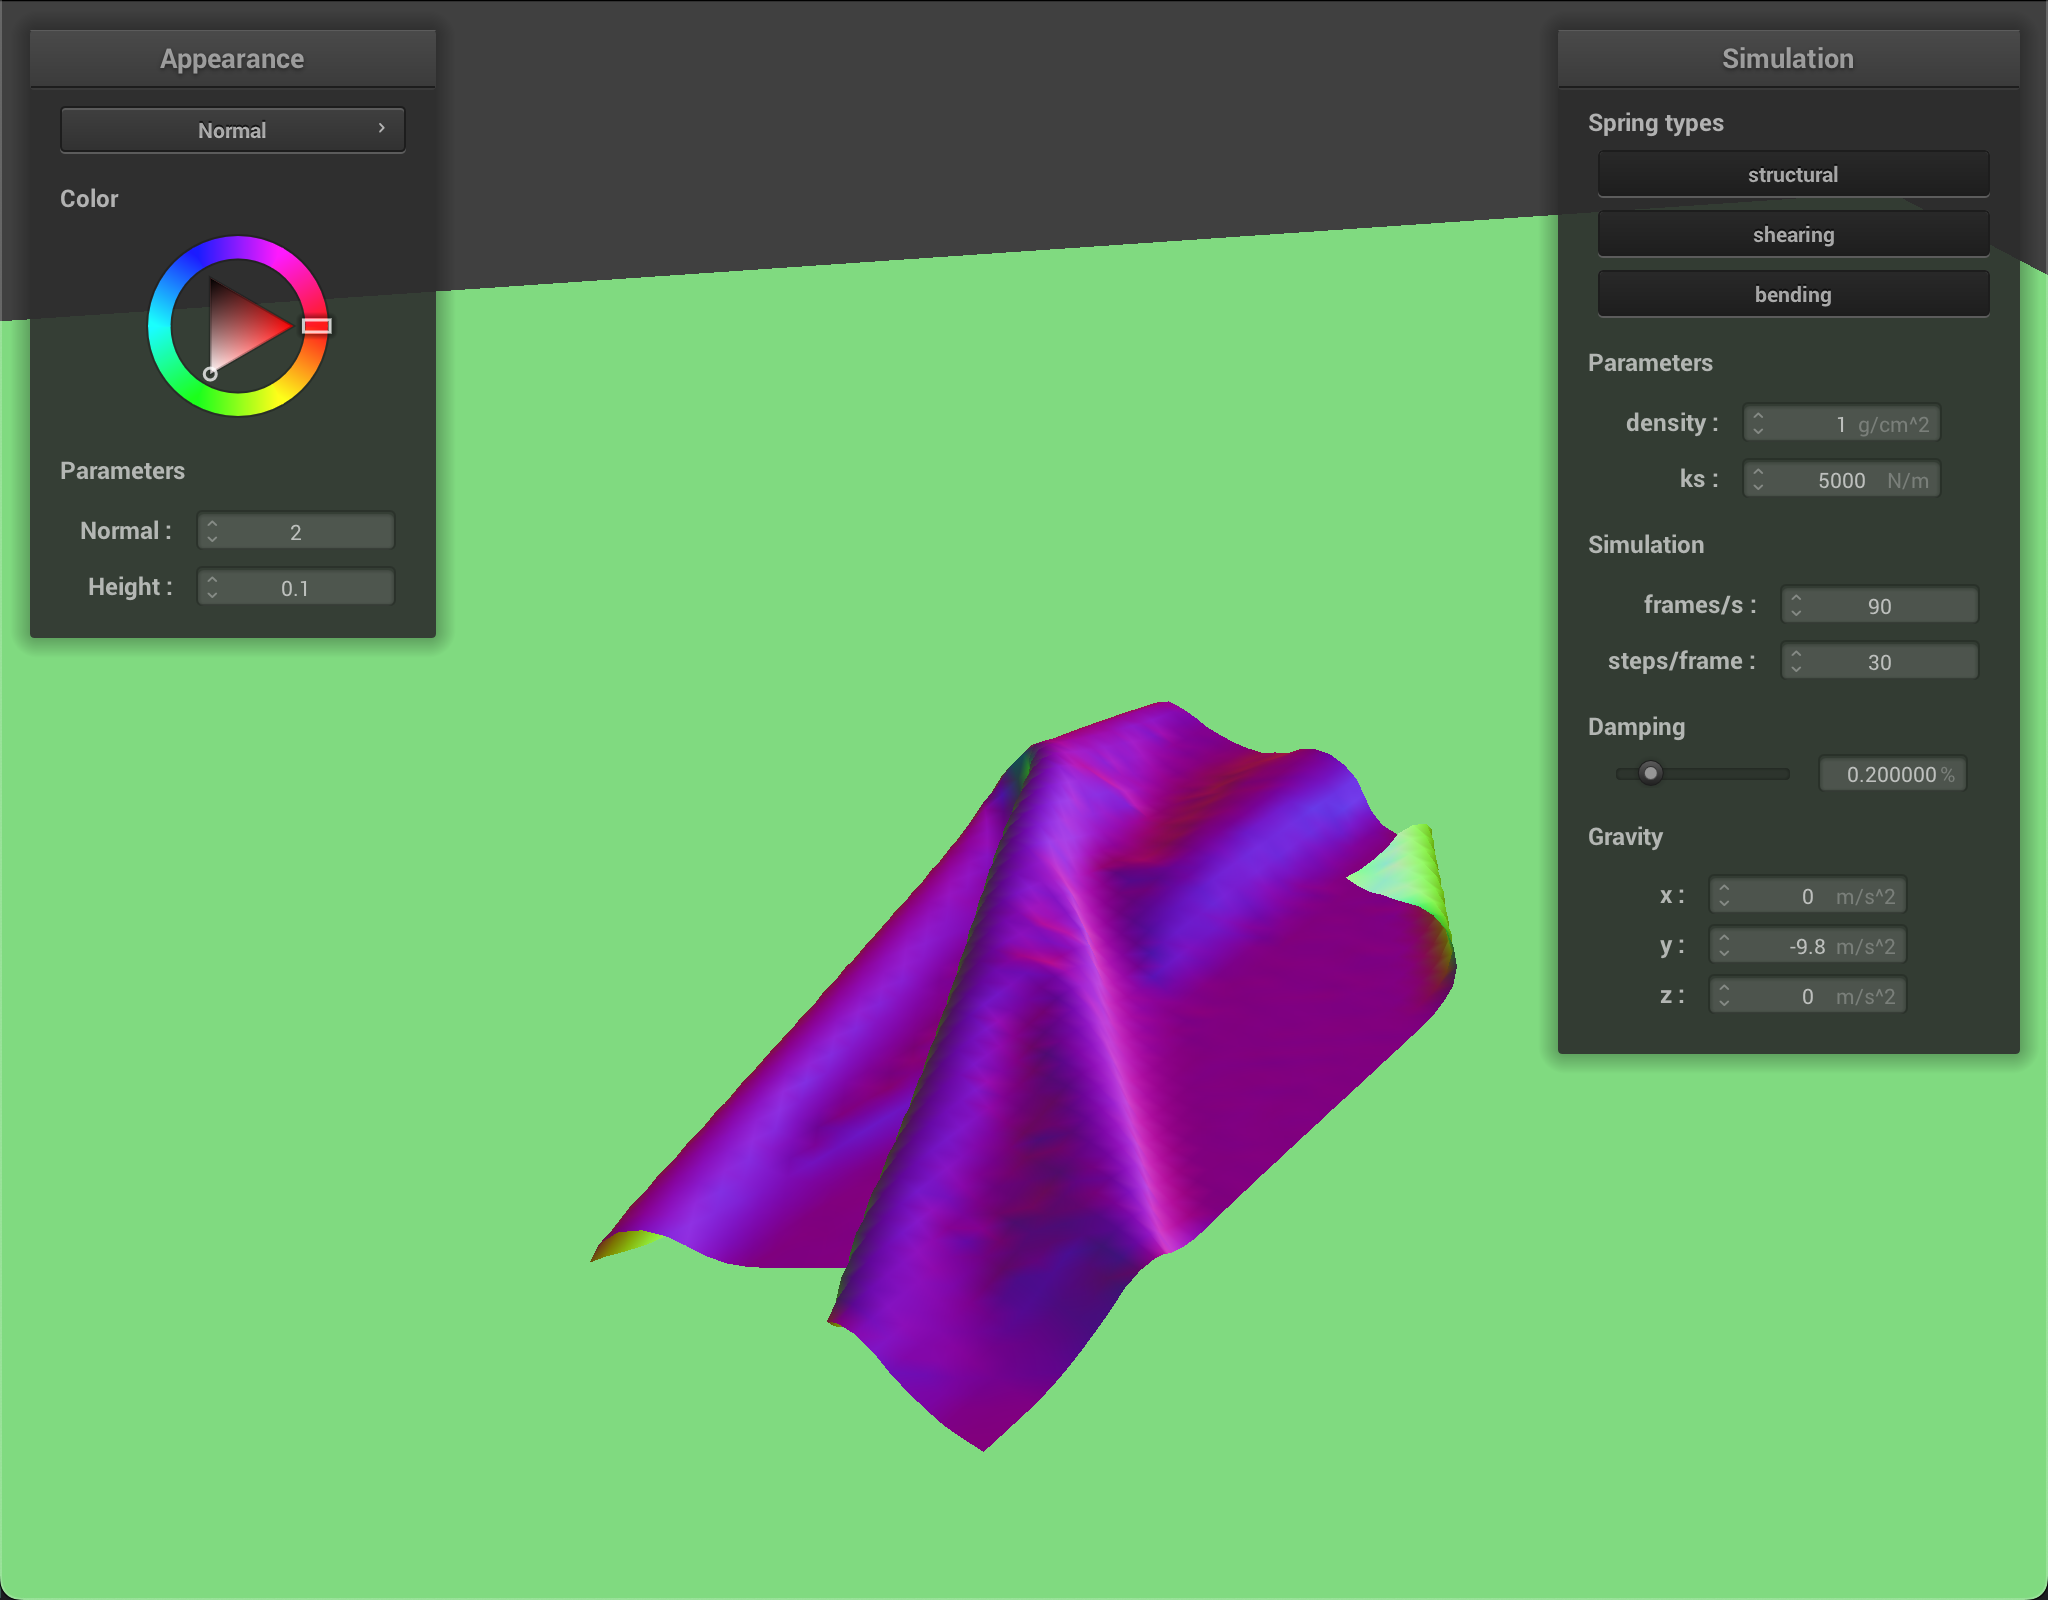 Appearance
Normal
Color
Parameters
Normal : 2
Height : 0.1
Simulation
Spring types
structural
shearing
bending
Parameters
density : 1 g/cm^2
ks : 5000 N/m
Simulation
frames/s : 90
steps/frame : 30
Damping
0.200000 %
Gravity
x : 0 m/s^2
y : -9.8 m/s^2
z : 0 m/s^2